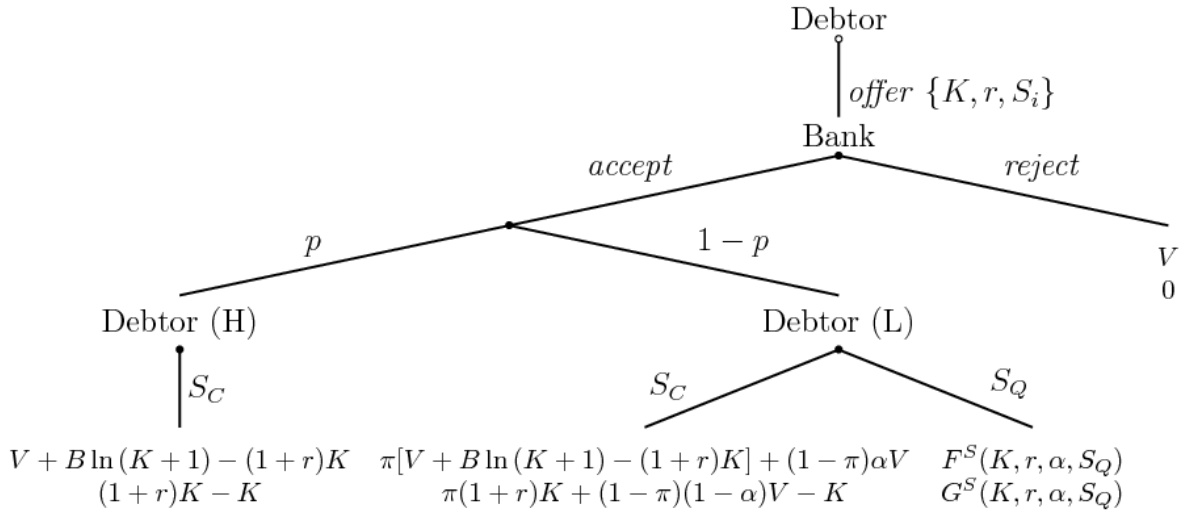 Debtor
offer {K, r, S_i}
Bank
accept
reject
p
1 − p
V
0
Debtor (H)
Debtor (L)
S_C
S_C
S_Q
V + B ln (K + 1) − (1 + r)K
(1 + r)K − K
π[V + B ln (K + 1) − (1 + r)K] + (1 − π)αV
π(1 + r)K + (1 − π)(1 − α)V − K
F^S(K, r, α, S_Q)
G^S(K, r, α, S_Q)